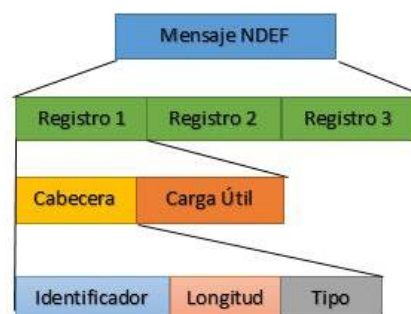 Mensaje NDEF
Registro 1 Registro 2 Registro 3
Cabecera Carga Útil
Identificador Longitud Tipo